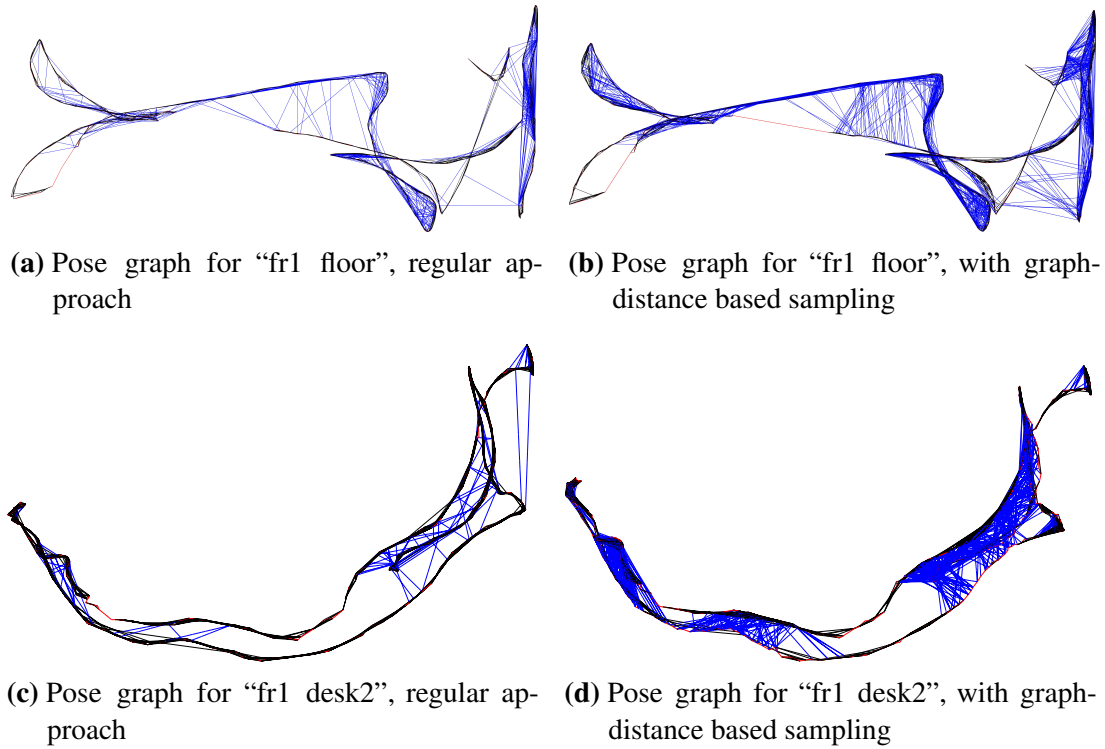 (a) Pose graph for “fr1 floor”, regular ap-
proach
(b) Pose graph for “fr1 floor”, with graph-
distance based sampling
(c) Pose graph for “fr1 desk2”, regular ap-
proach
(d) Pose graph for “fr1 desk2”, with graph-
distance based sampling